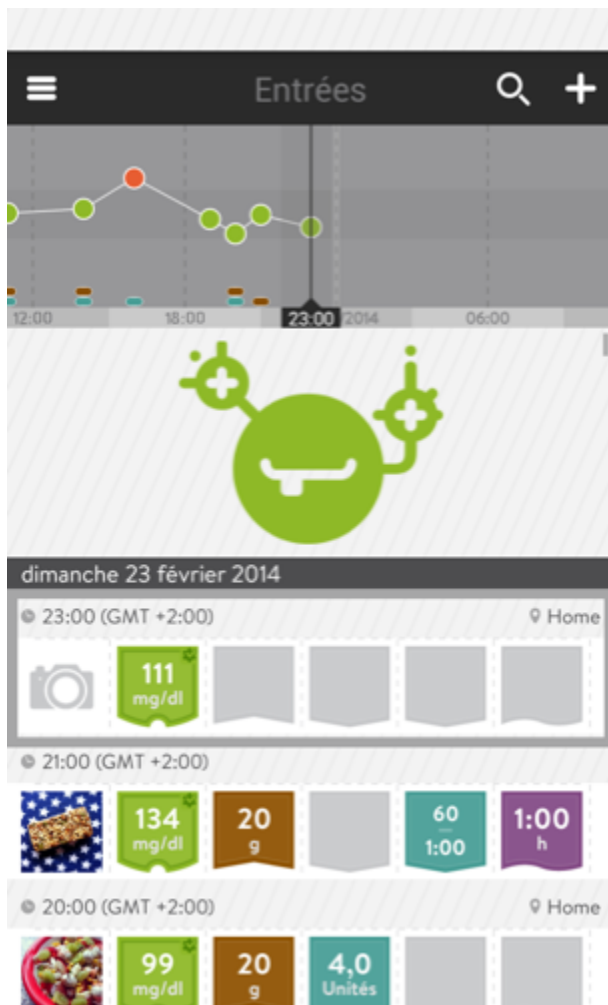 Entrées
12:00 18:00 23:00 2014 06:00
dimanche 23 février 2014
23:00 (GMT +2:00) Home
111
mg/dl
21:00 (GMT +2:00)
134 20 60 1:00
mg/dl g 1:00 h
20:00 (GMT +2:00) Home
99 20 4,0
mg/dl g Unités